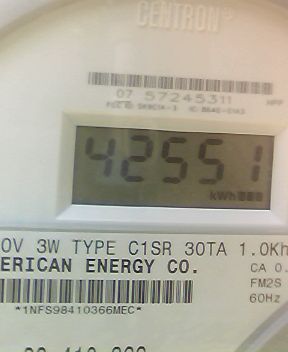 CENTRON®
07 57245311
HPP
42551
kWh
0V 3W TYPE C1SR 30TA 1.0Kh
ERICAN ENERGY CO.
CA 0.
FM2S
60Hz
*1NFS98410366MEC*